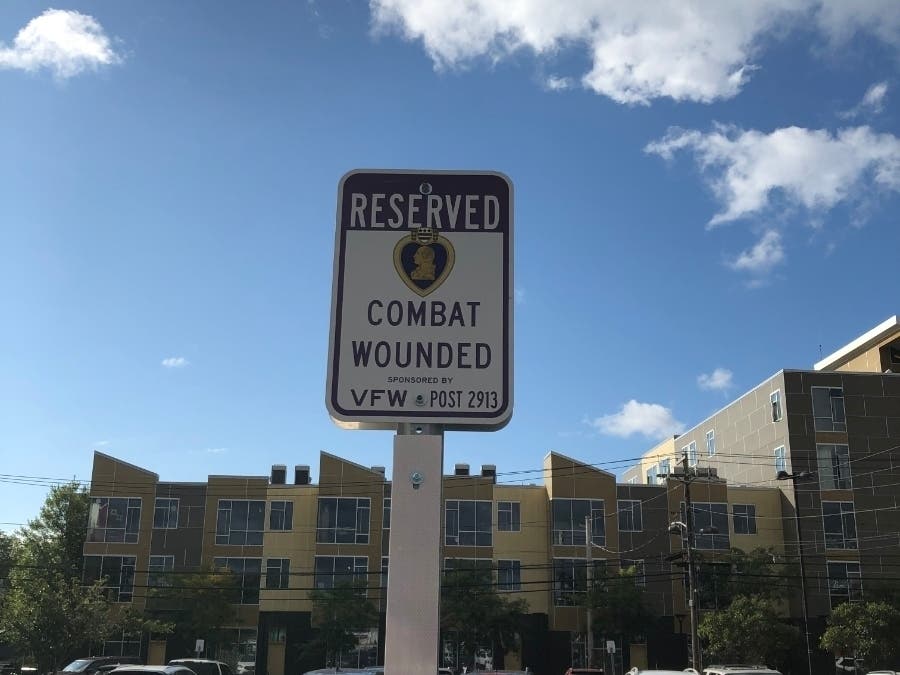 RESERVED
COMBAT
WOUNDED
SPONSORED BY
VFW POST 2913